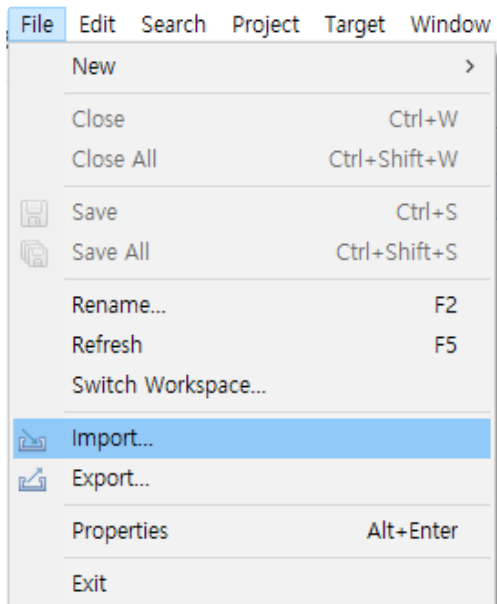 File Edit Search Project Target Window
New >
Close Ctrl+W
Close All Ctrl+Shift+W
Save Ctrl+S
Save All Ctrl+Shift+S
Rename... F2
Refresh F5
Switch Workspace...
Import...
Export...
Properties Alt+Enter
Exit